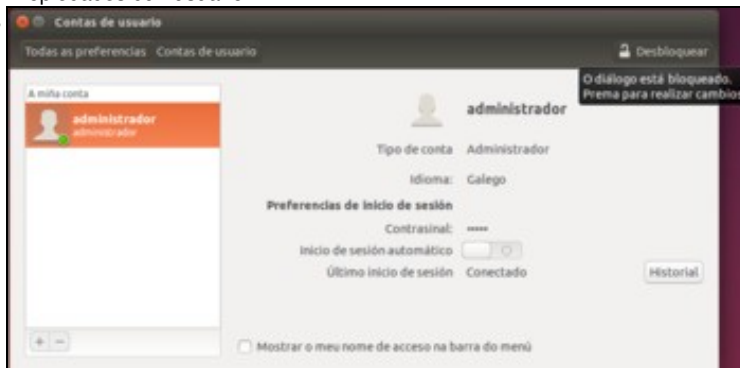 Contas de usuario
Todas as preferencias Contas de usuario
Desbloquear
O diálogo está bloqueado.
Prema para realizar cambios
A miña conta
administrador
administrador
administrador
Tipo de conta Administrador
Idioma: Galego
Preferencias de inicio de sesión
Contrasinal: •••••
Inicio de sesión automático
Último inicio de sesión Conectado
Historial
+ −
Mostrar o meu nome de acceso na barra do menú